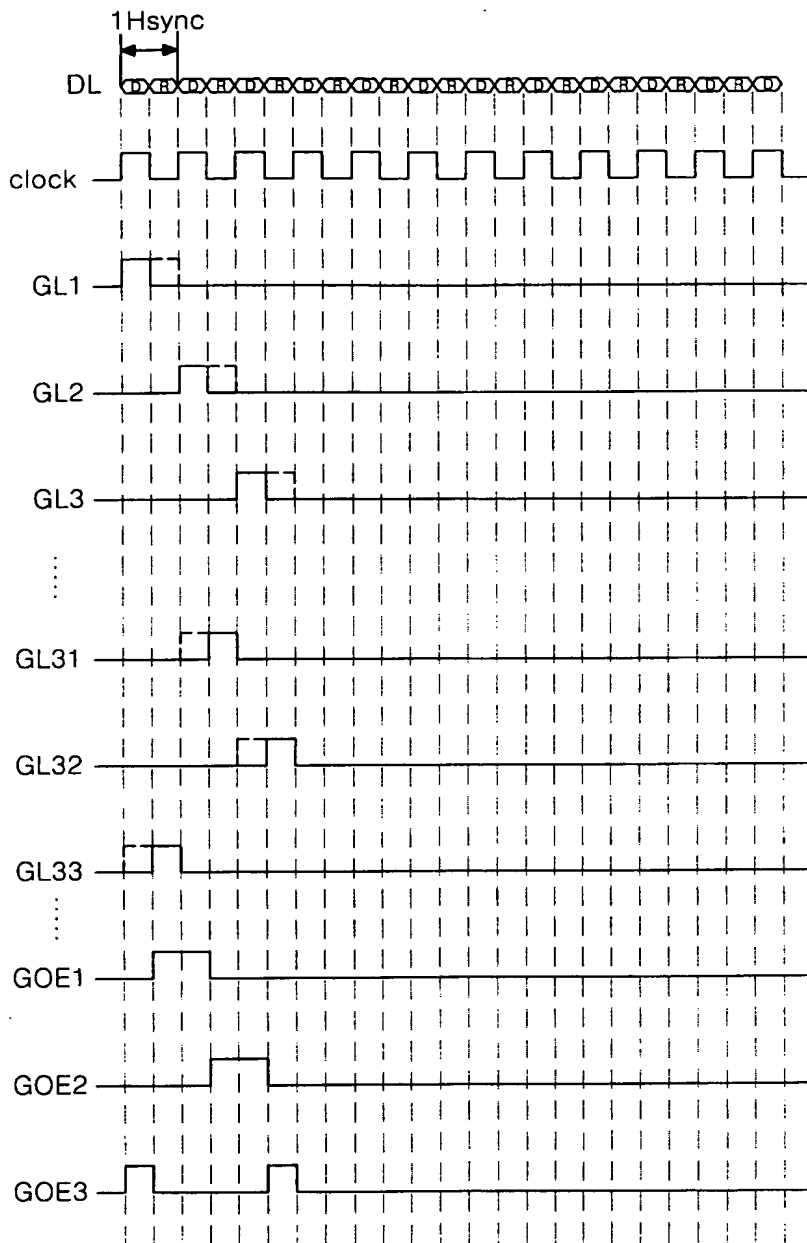 1Hsync
DL D R D R D R D R D R D R D R D R D R D R D R D
clock
GL1
GL2
GL3
GL31
GL32
GL33
GOE1
GOE2
GOE3